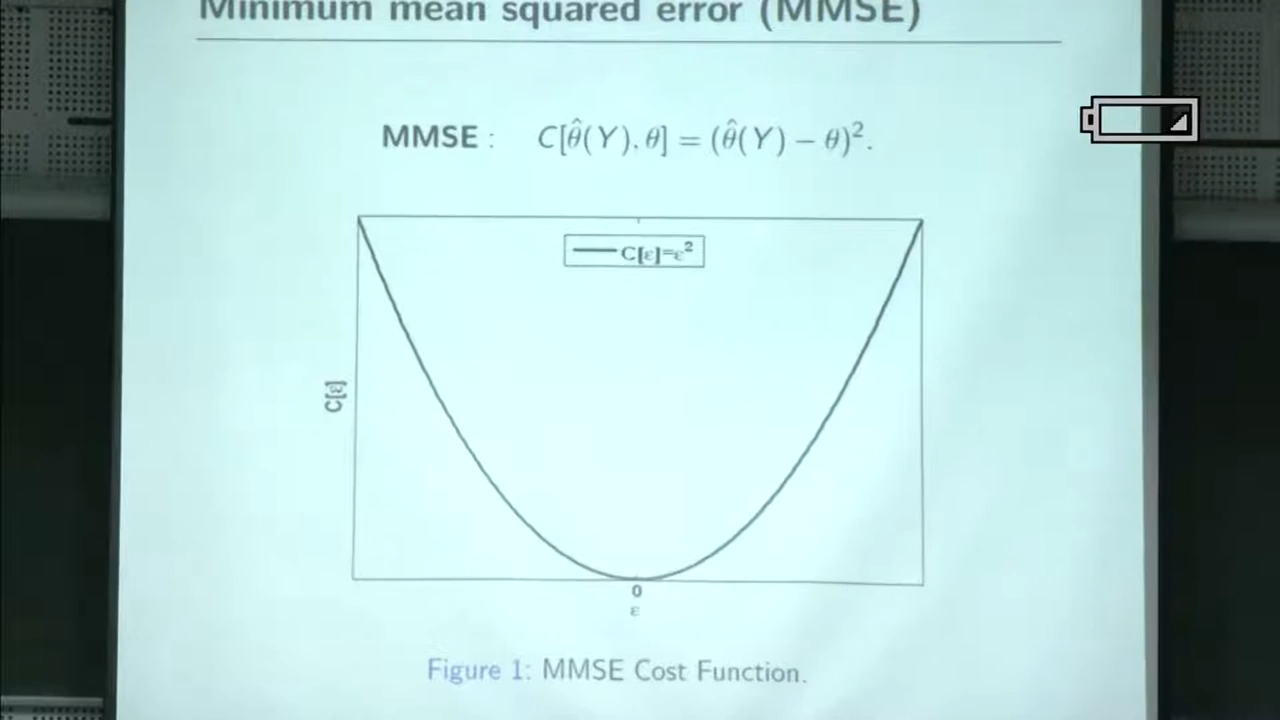 Minimum mean squared error (MMSE)
MMSE : C[θ̂(Y), θ] = (θ̂(Y) − θ)².
C[ε]=ε²
C[ε]
0
ε
Figure 1: MMSE Cost Function.